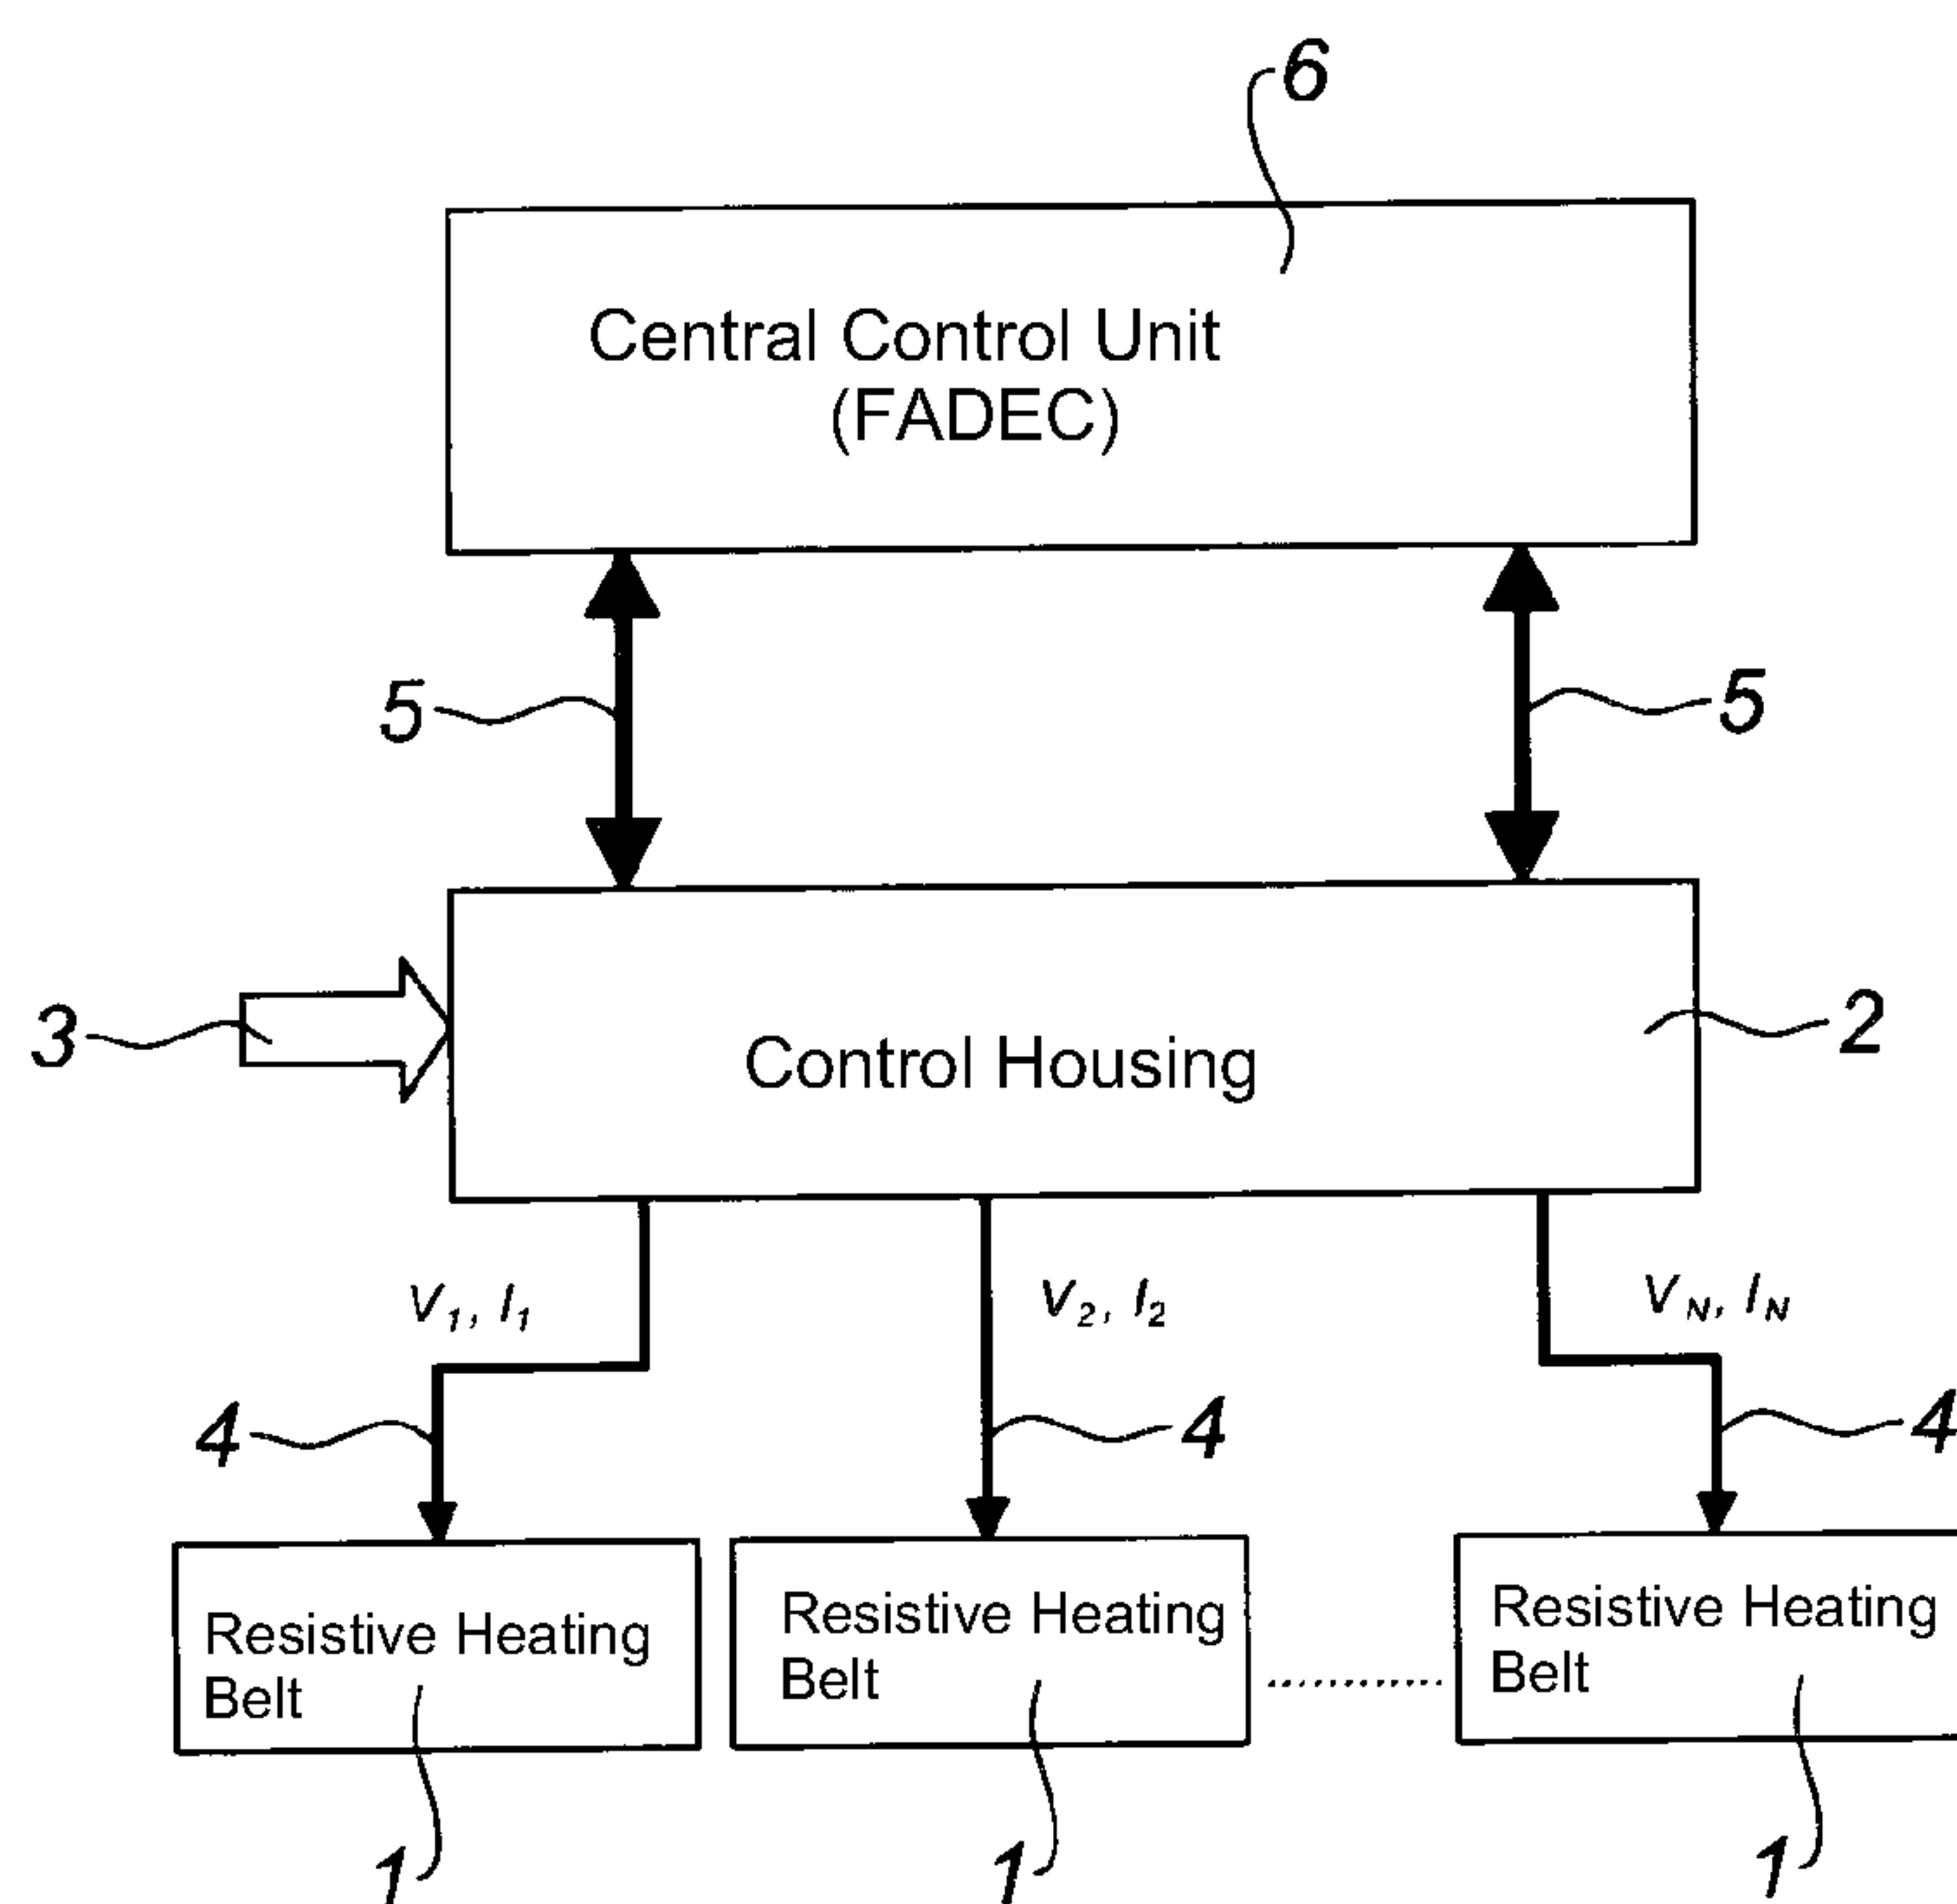 6
Central Control Unit
(FADEC)
5
5
3
Control Housing
2
V1, I1
V2, I2
VN, IN
4
4
4
Resistive Heating
Belt
Resistive Heating
Belt
Resistive Heating
Belt
1
1
1